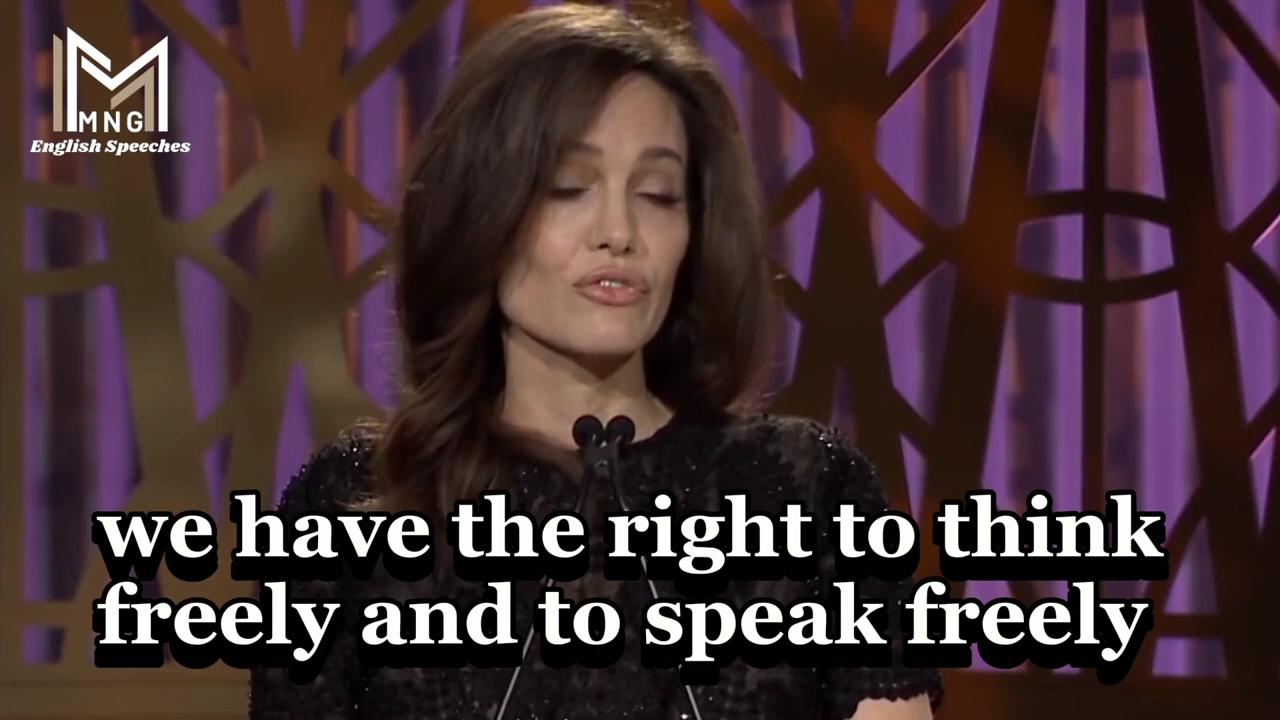 MNG
English Speeches
we have the right to think
freely and to speak freely